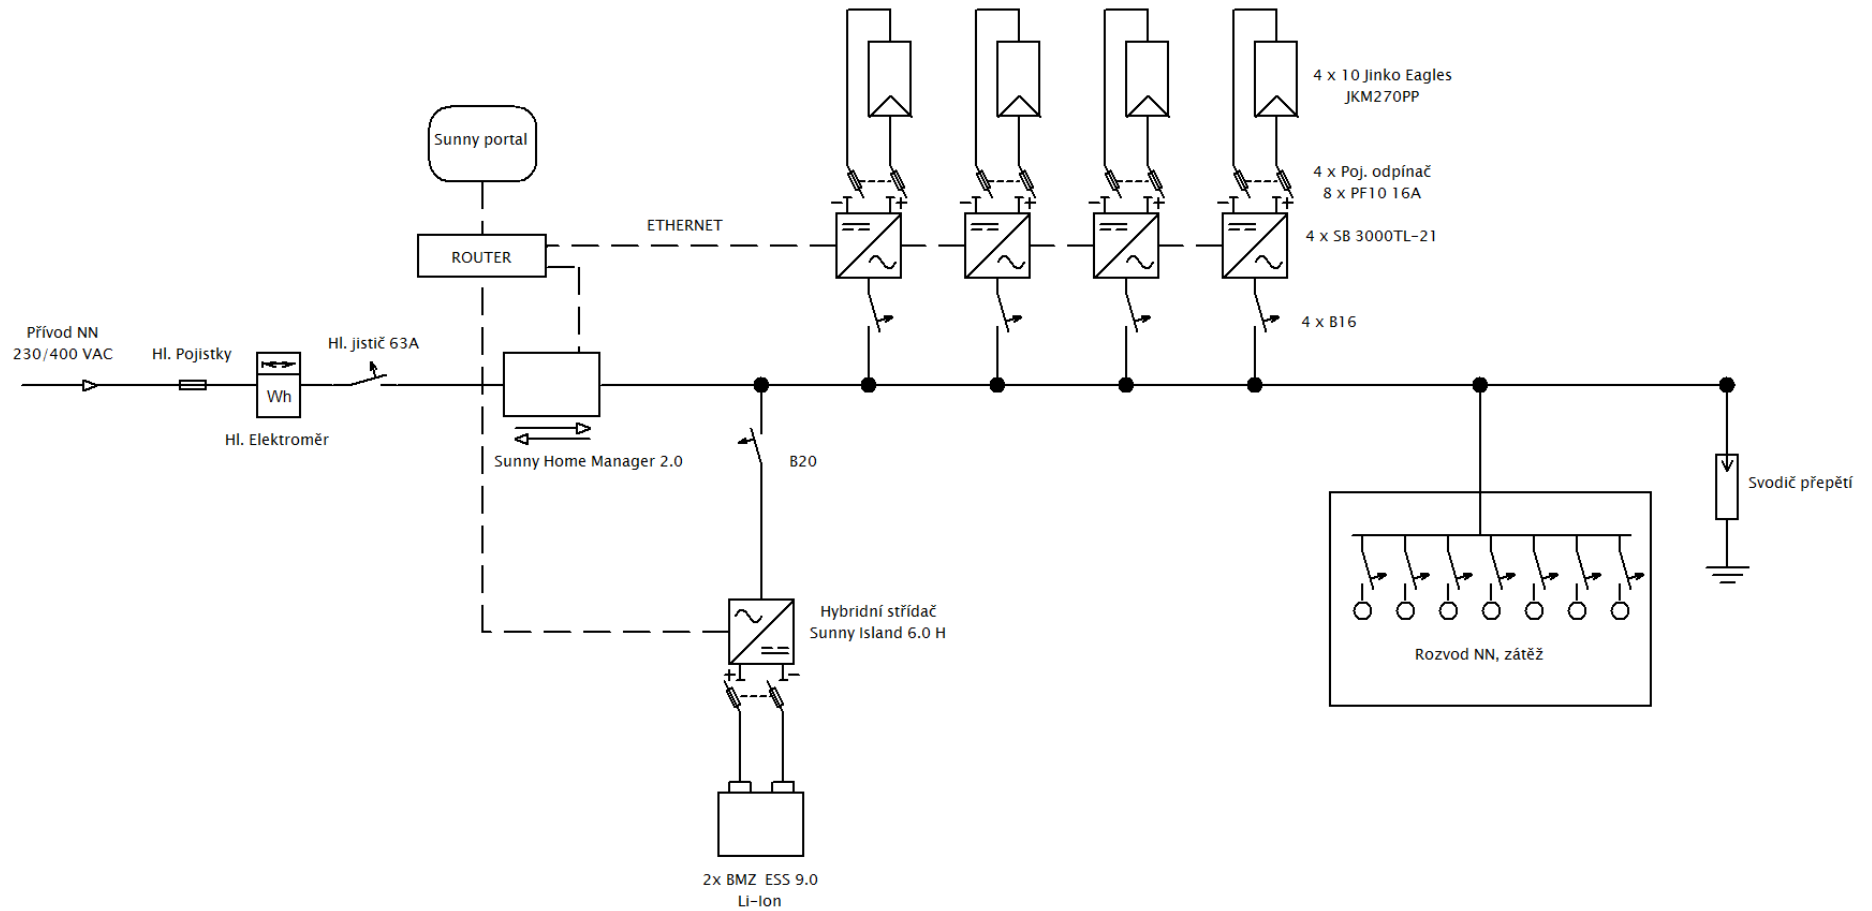 4 x 10 Jinko Eagles
JKM270PP
Sunny portal
4 x Poj. odpínač
8 x PF10 16A
− + − + − + − +
ETHERNET
4 x SB 3000TL-21
ROUTER
4 x B16
Přívod NN
230/400 VAC
Hl. Pojistky
Hl. jistič 63A
Wh
Hl. Elektroměr
Sunny Home Manager 2.0
B20
Svodič přepětí
Hybridní střídač
Sunny Island 6.0 H
+ −
Rozvod NN, zátěž
2x BMZ ESS 9.0
Li-Ion